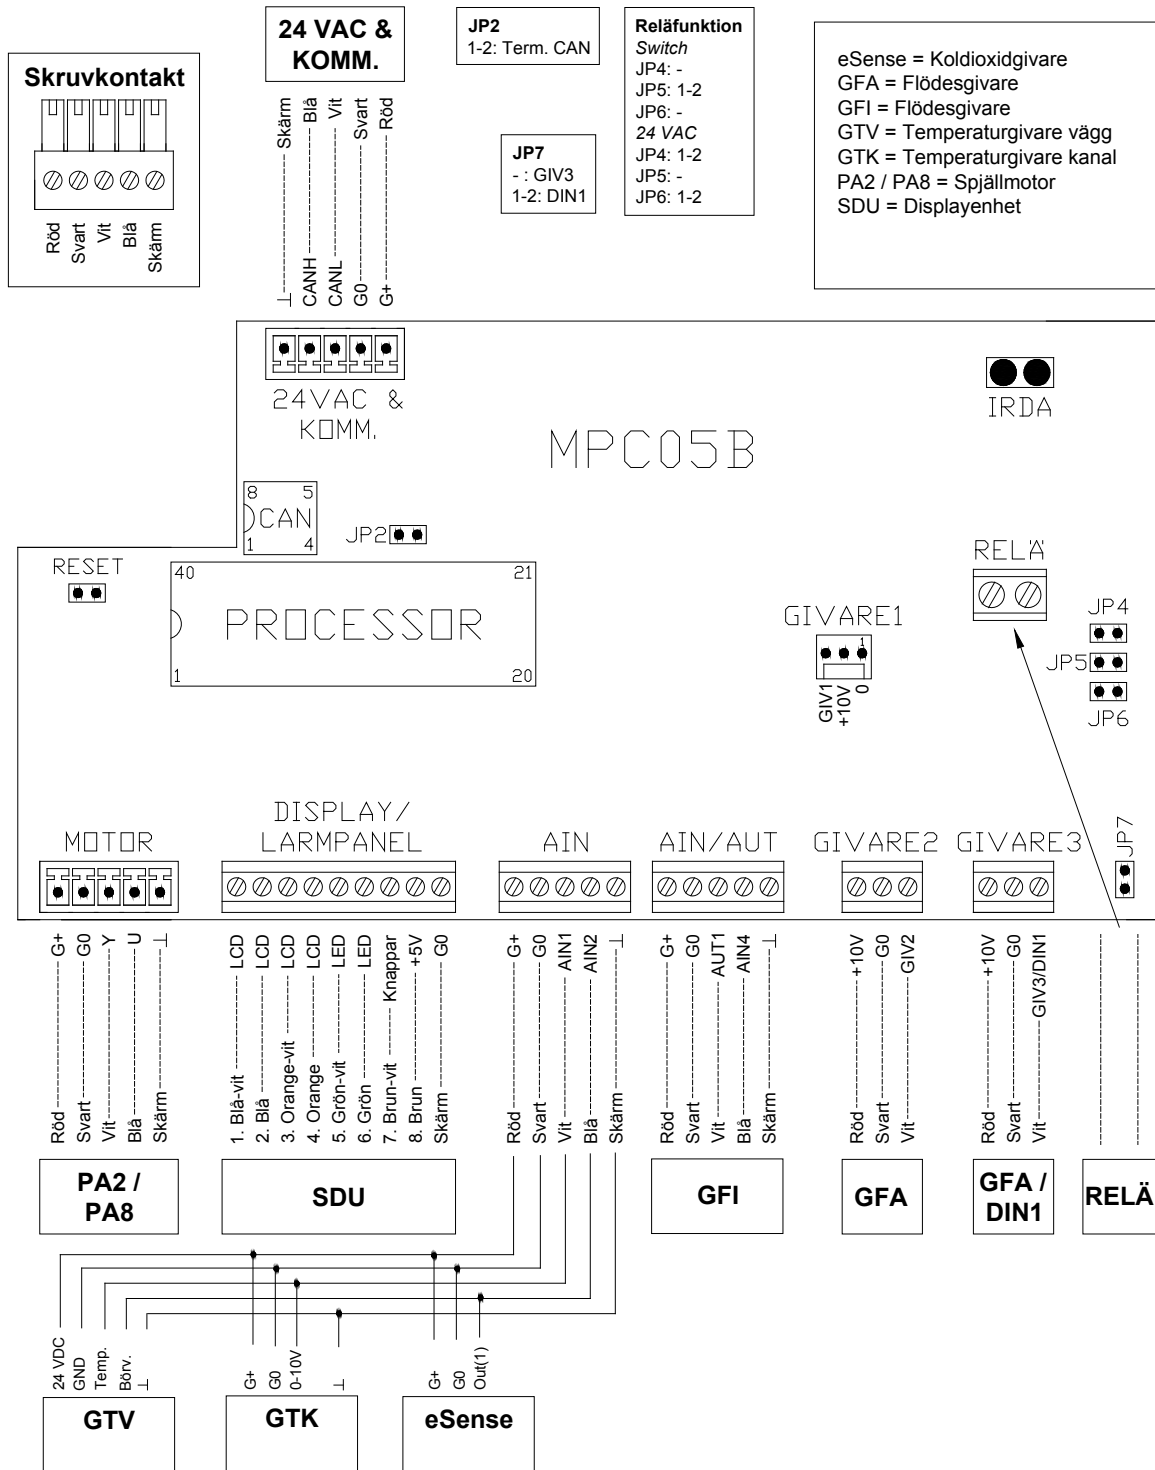 24 VAC &
KOMM.
JP2
1-2: Term. CAN
Reläfunktion
Switch
JP4: -
JP5: 1-2
JP6: -
24 VAC
JP4: 1-2
JP5: -
JP6: 1-2
eSense = Koldioxidgivare
GFA = Flödesgivare
GFI = Flödesgivare
GTV = Temperaturgivare vägg
GTK = Temperaturgivare kanal
PA2 / PA8 = Spjällmotor
SDU = Displayenhet
Skruvkontakt
Röd
Svart
Vit
Blå
Skärm
JP7
- : GIV3
1-2: DIN1
⊥ Skärm
CANH Blå
CANL Vit
G0 Svart
G+ Röd
24VAC &
KOMM.
MPC05B
IRDA
8 5
CAN
1 4
JP2
RESET
40 21
PROCESSOR
1 20
GIVARE1
1
GIV1
+10V
0
RELÄ
JP4
JP5
JP6
JP7
MOTOR
DISPLAY/
LARMPANEL
AIN
AIN/AUT
GIVARE2
GIVARE3
Röd G+
Svart G0
Vit Y
Blå U
Skärm ⊥
PA2 /
PA8
1. Blå-vit LCD
2. Blå LCD
3. Orange-vit LCD
4. Orange LCD
5. Grön-vit LED
6. Grön LED
7. Brun-vit Knappar
8. Brun +5V
Skärm G0
SDU
Röd G+
Svart G0
Vit AIN1
Blå AIN2
Skärm ⊥
Röd G+
Svart G0
Vit AUT1
Blå AIN4
Skärm ⊥
GFI
Röd +10V
Svart G0
Vit GIV2
GFA
Röd +10V
Svart G0
Vit GIV3/DIN1
GFA /
DIN1
RELÄ
24 VDC
GND
Temp.
Börv.
⊥
GTV
G+
G0
0-10V
⊥
GTK
G+
G0
Out(1)
eSense